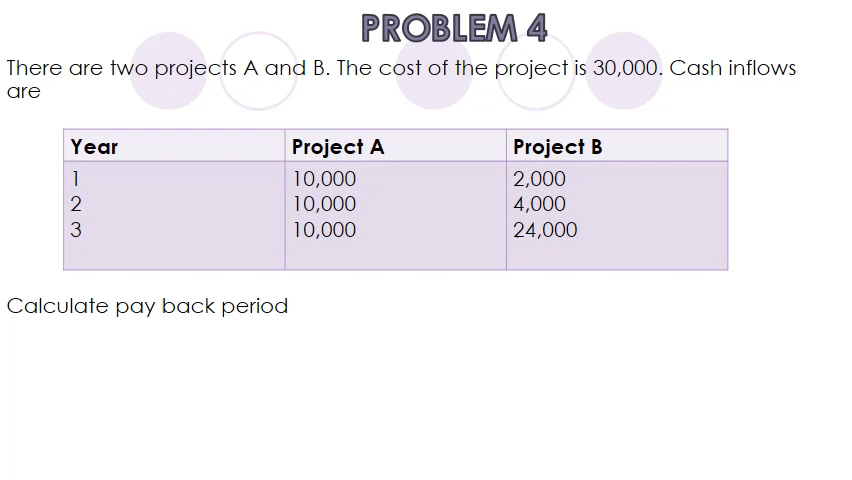 PROBLEM 4
There are two projects A and B. The cost of the project is 30,000. Cash inflows
are
Year Project A Project B
1 10,000 2,000
2 10,000 4,000
3 10,000 24,000
Calculate pay back period